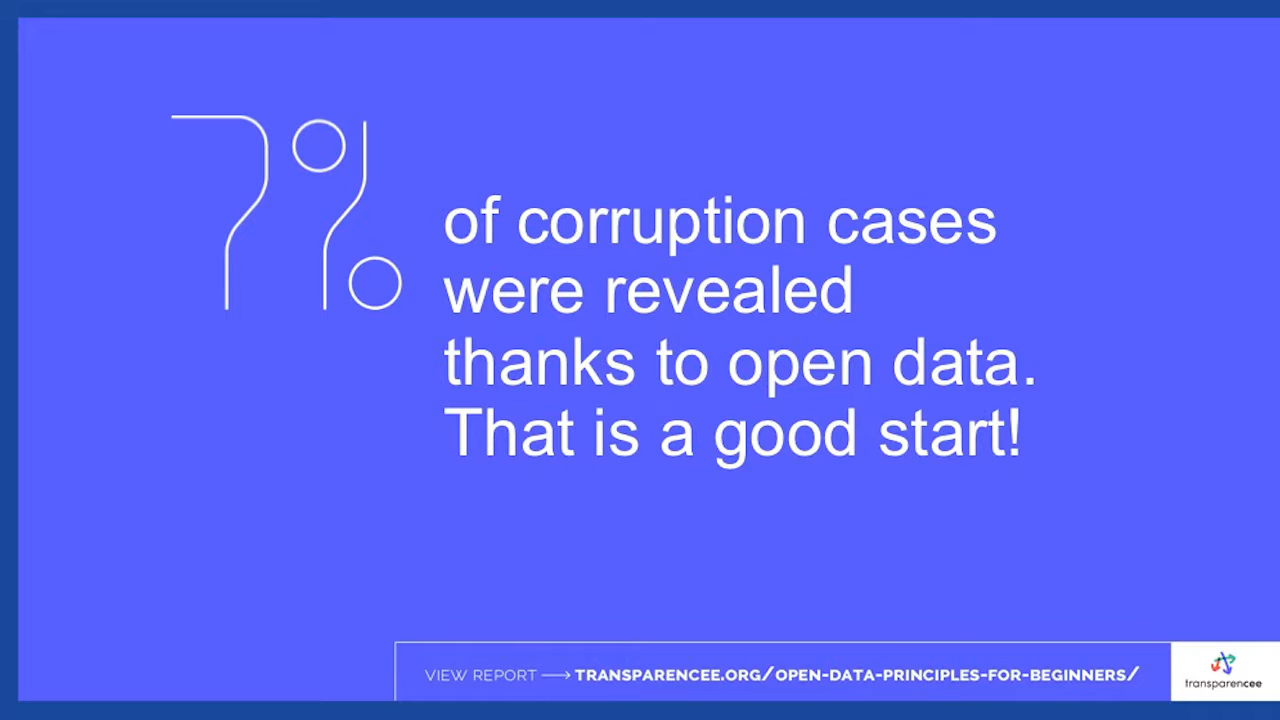 7%
of corruption cases
were revealed
thanks to open data.
That is a good start!
VIEW REPORT → TRANSPARENCEE.ORG/OPEN-DATA-PRINCIPLES-FOR-BEGINNERS/
transparencee